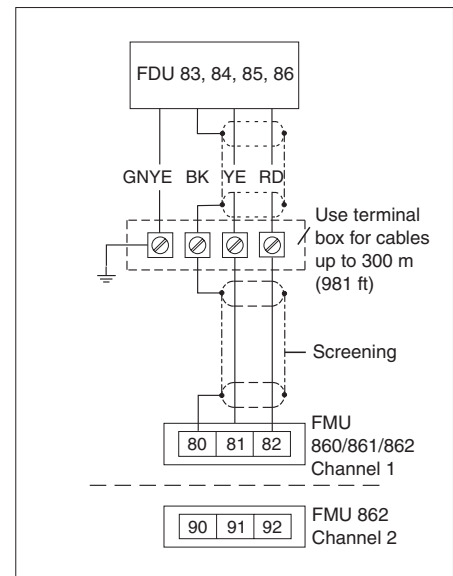 FDU 83, 84, 85, 86
GNYE BK YE RD
Use terminal
box for cables
up to 300 m
(981 ft)
Screening
FMU
860/861/862
Channel 1
80 81 82
FMU 862
Channel 2
90 91 92